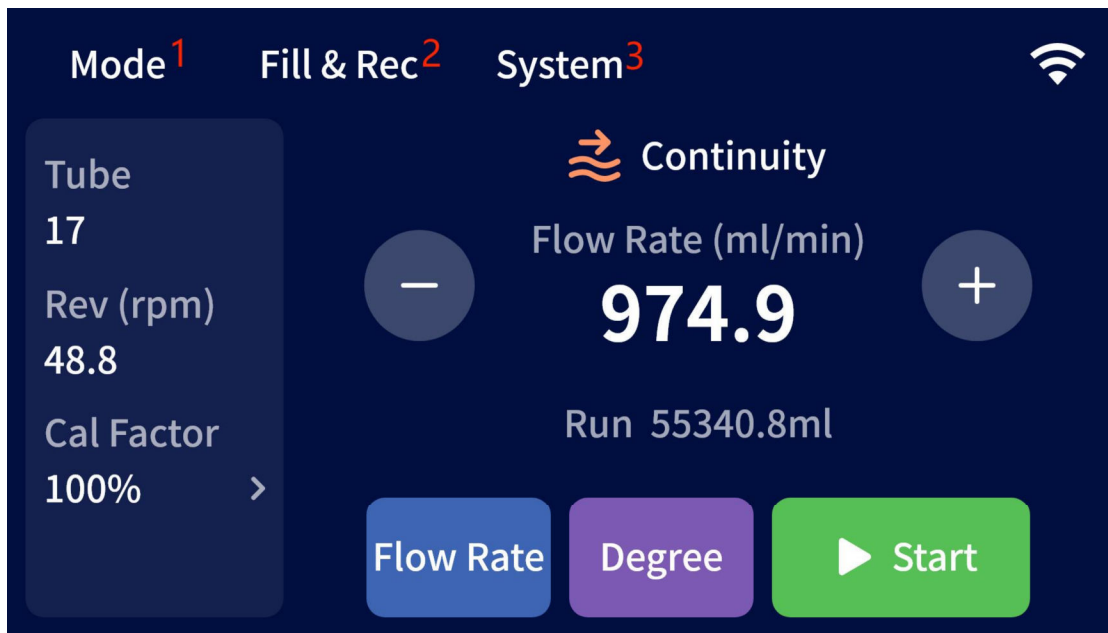 Mode1 Fill & Rec2 System3
Tube
17
Rev (rpm)
48.8
Cal Factor
100% >
Continuity
Flow Rate (ml/min)
− 974.9 +
Run 55340.8ml
Flow Rate Degree Start